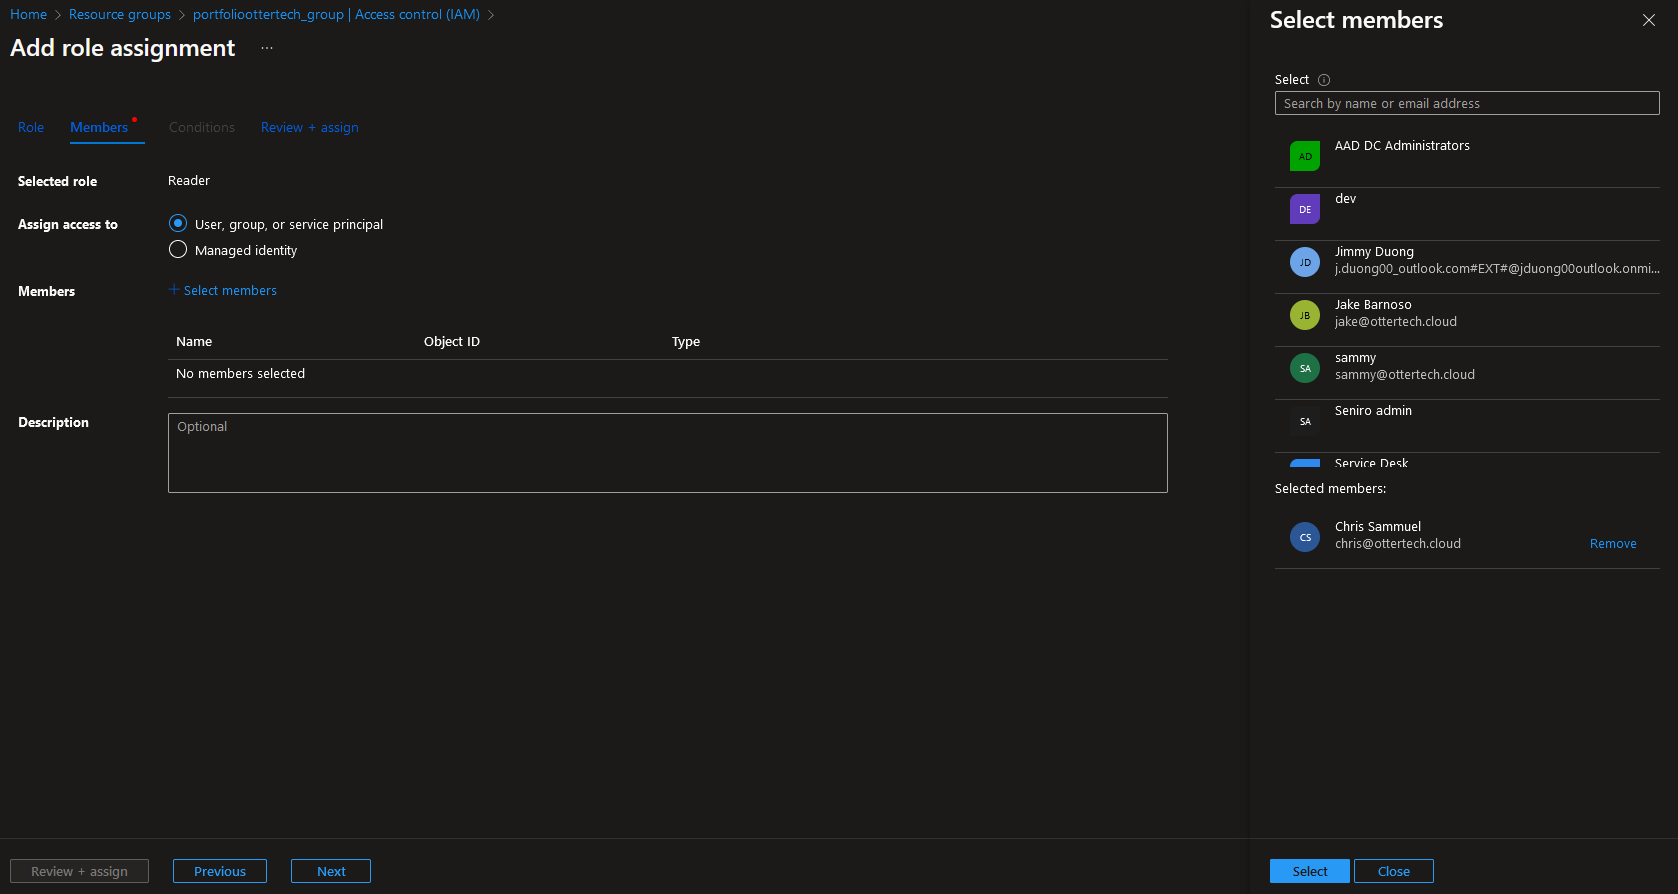 Home > Resource groups > portfolioottertech_group | Access control (IAM) >
Add role assignment ...
Role Members Conditions Review + assign
Selected role Reader
Assign access to User, group, or service principal
Managed identity
Members + Select members
Name Object ID Type
No members selected
Description Optional
Review + assign Previous Next
Select members
Select
Search by name or email address
AD AAD DC Administrators
DE dev
JD Jimmy Duong
j.duong00_outlook.com#EXT#@jduong00outlook.onmi...
JB Jake Barnoso
jake@ottertech.cloud
SA sammy
sammy@ottertech.cloud
SA Seniro admin
Service Desk
Selected members:
CS Chris Sammuel
chris@ottertech.cloud Remove
Select Close